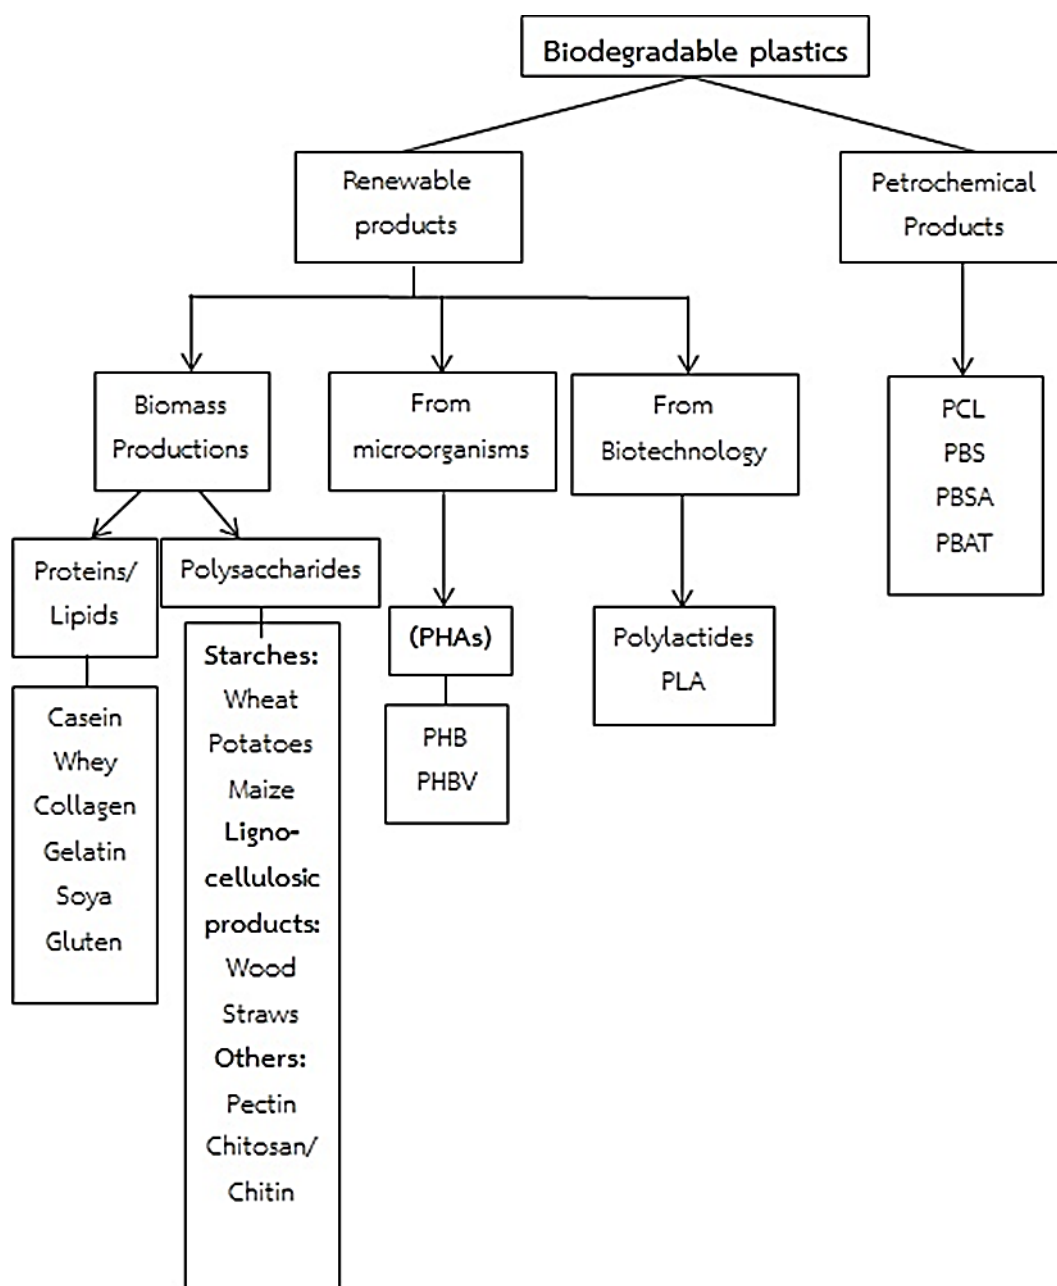 Biodegradable plastics
Renewable
products
Petrochemical
Products
Biomass
Productions
From
microorganisms
From
Biotechnology
PCL
PBS
PBSA
PBAT
Proteins/
Lipids
Polysaccharides
(PHAs)
Polylactides
PLA
Casein
Whey
Collagen
Gelatin
Soya
Gluten
Starches:
Wheat
Potatoes
Maize
Ligno-
cellulosic
products:
Wood
Straws
Others:
Pectin
Chitosan/
Chitin
PHB
PHBV